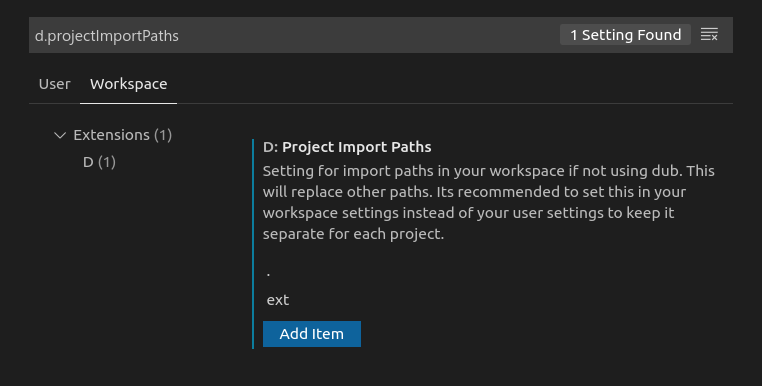 d.projectImportPaths
1 Setting Found
User Workspace
Extensions (1)
D (1)
D: Project Import Paths
Setting for import paths in your workspace if not using dub. This
will replace other paths. Its recommended to set this in your
workspace settings instead of your user settings to keep it
separate for each project.
.
ext
Add Item